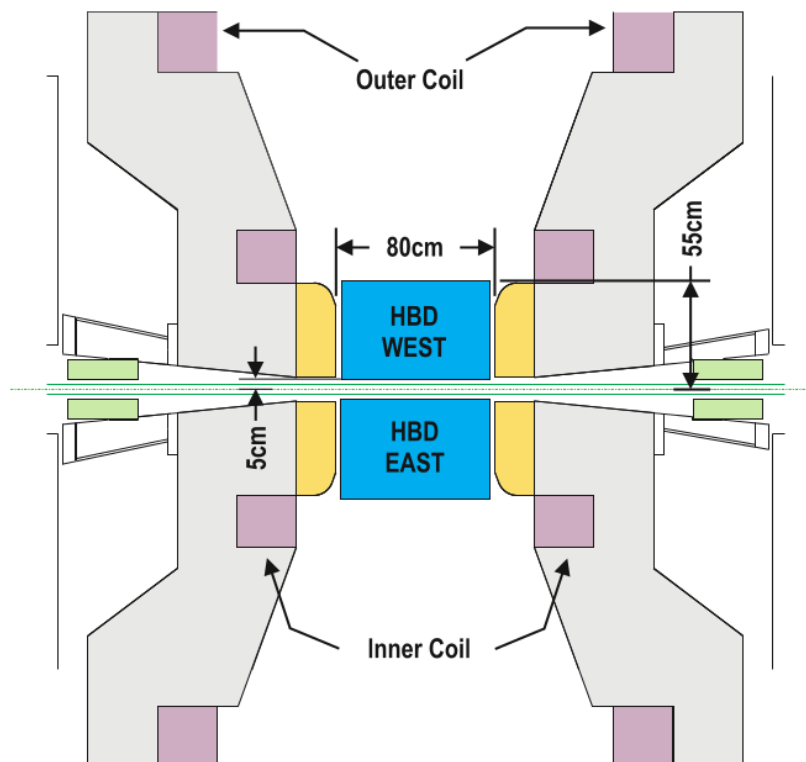 Outer Coil
80cm
55cm
HBD
WEST
5cm
HBD
EAST
Inner Coil